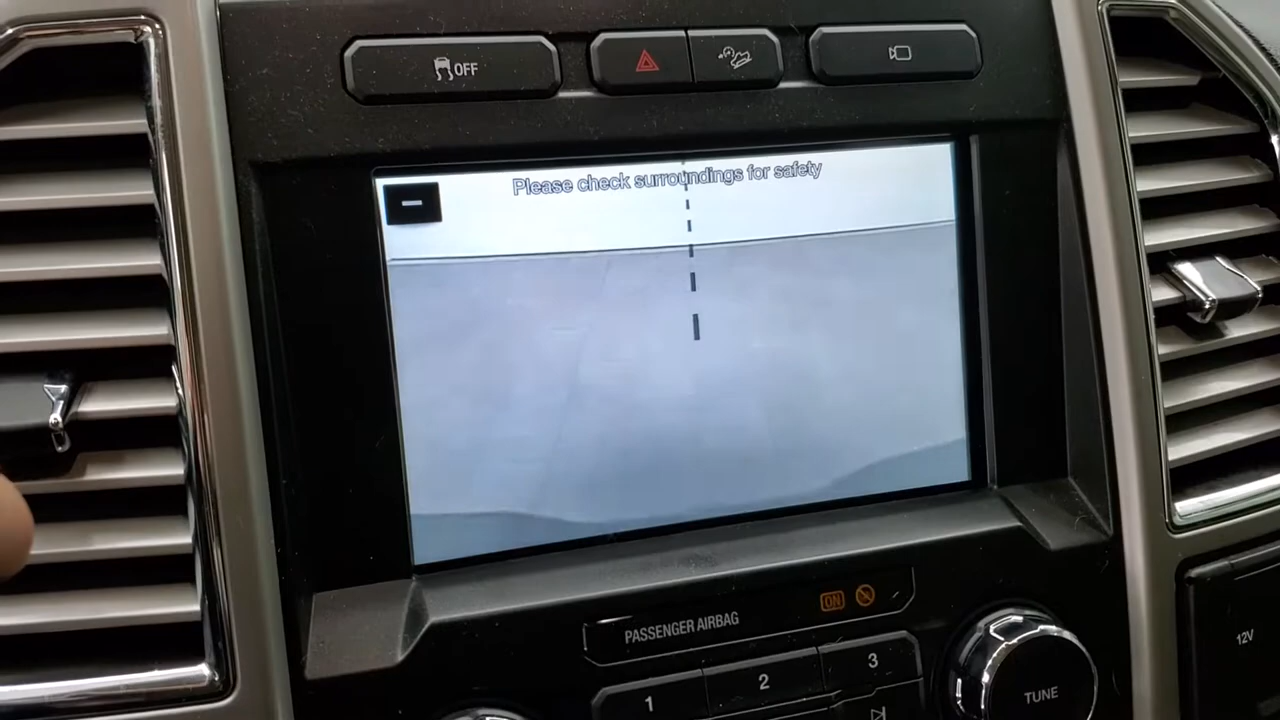 OFF
Please check surroundings for safety
PASSENGER AIRBAG
ON
1
2
3
TUNE
12V